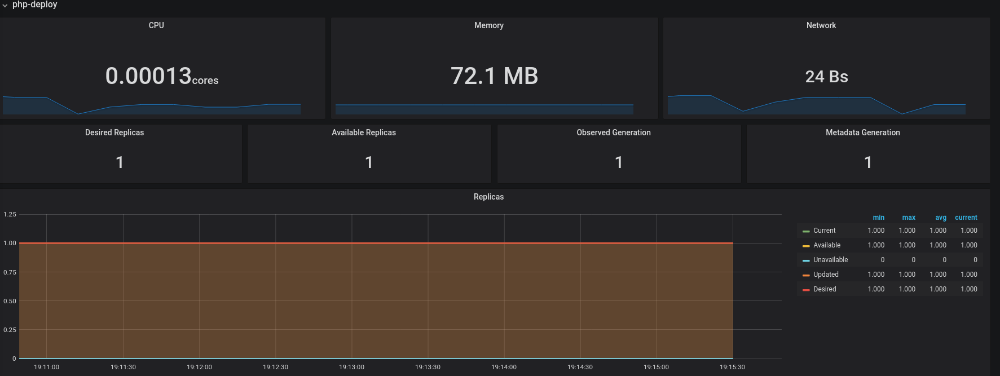 php-deploy
CPU
Memory
Network
0.00013cores
72.1 MB
24 Bs
Desired Replicas
Available Replicas
Observed Generation
Metadata Generation
1
1
1
1
Replicas
1.25
1.00
0.75
0.50
0.25
0
19:11:00 19:11:30 19:12:00 19:12:30 19:13:00 19:13:30 19:14:00 19:14:30 19:15:00 19:15:30
min max avg current
Current 1.000 1.000 1.000 1.000
Available 1.000 1.000 1.000 1.000
Unavailable 0 0 0 0
Updated 1.000 1.000 1.000 1.000
Desired 1.000 1.000 1.000 1.000